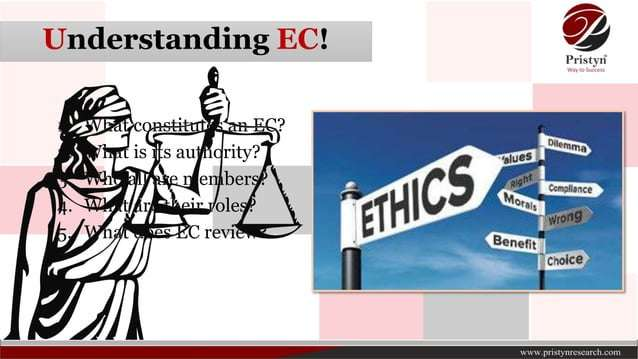 Understanding EC!
Pristyn
Way to Success
What constitutes an EC?
What is its authority?
3. Who all are members?
4. What are their roles?
5. What does EC review?
ETHICS
Values
Right
Morals
Benefit
Dilemma
Compliance
Wrong
Choice
www.pristynresearch.com